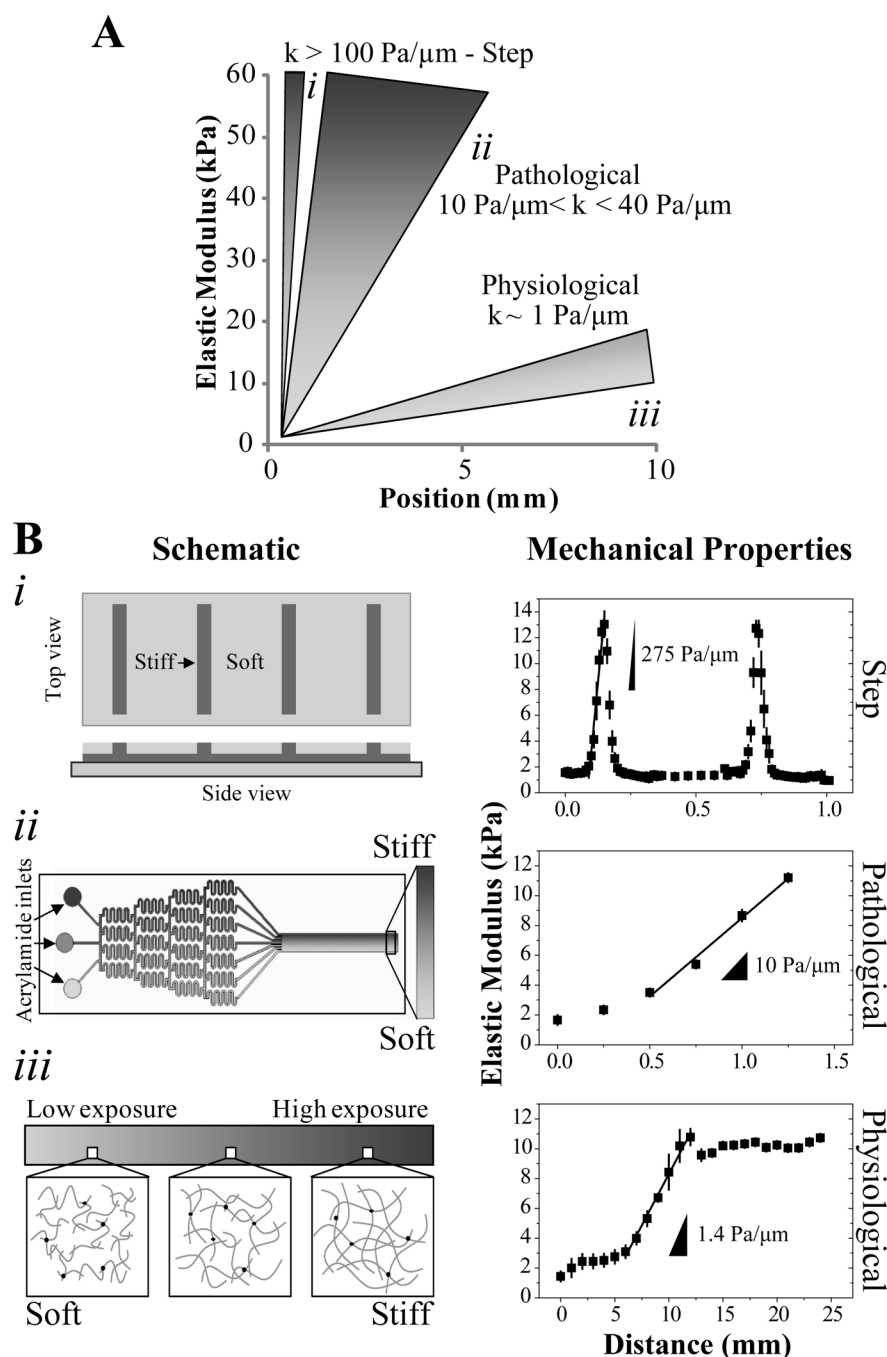 A
k > 100 Pa/μm - Step
i
ii
Pathological
10 Pa/μm< k < 40 Pa/μm
Physiological
k ~ 1 Pa/μm
iii
Elastic Modulus (kPa)
60
50
40
30
20
10
0
0 5 10
Position (mm)
B
Schematic
Mechanical Properties
i
Top view
Stiff
Soft
Side view
14
12
10
8
6
4
2
0
275 Pa/μm
0.0 0.5 1.0
Step
ii
Acrylamide inlets
Stiff
Soft
Elastic Modulus (kPa)
12
10
8
6
4
2
0
10 Pa/μm
0.0 0.5 1.0 1.5
Pathological
iii
Low exposure
High exposure
Soft
Stiff
12
10
8
6
4
2
0
1.4 Pa/μm
0 5 10 15 20 25
Physiological
Distance (mm)